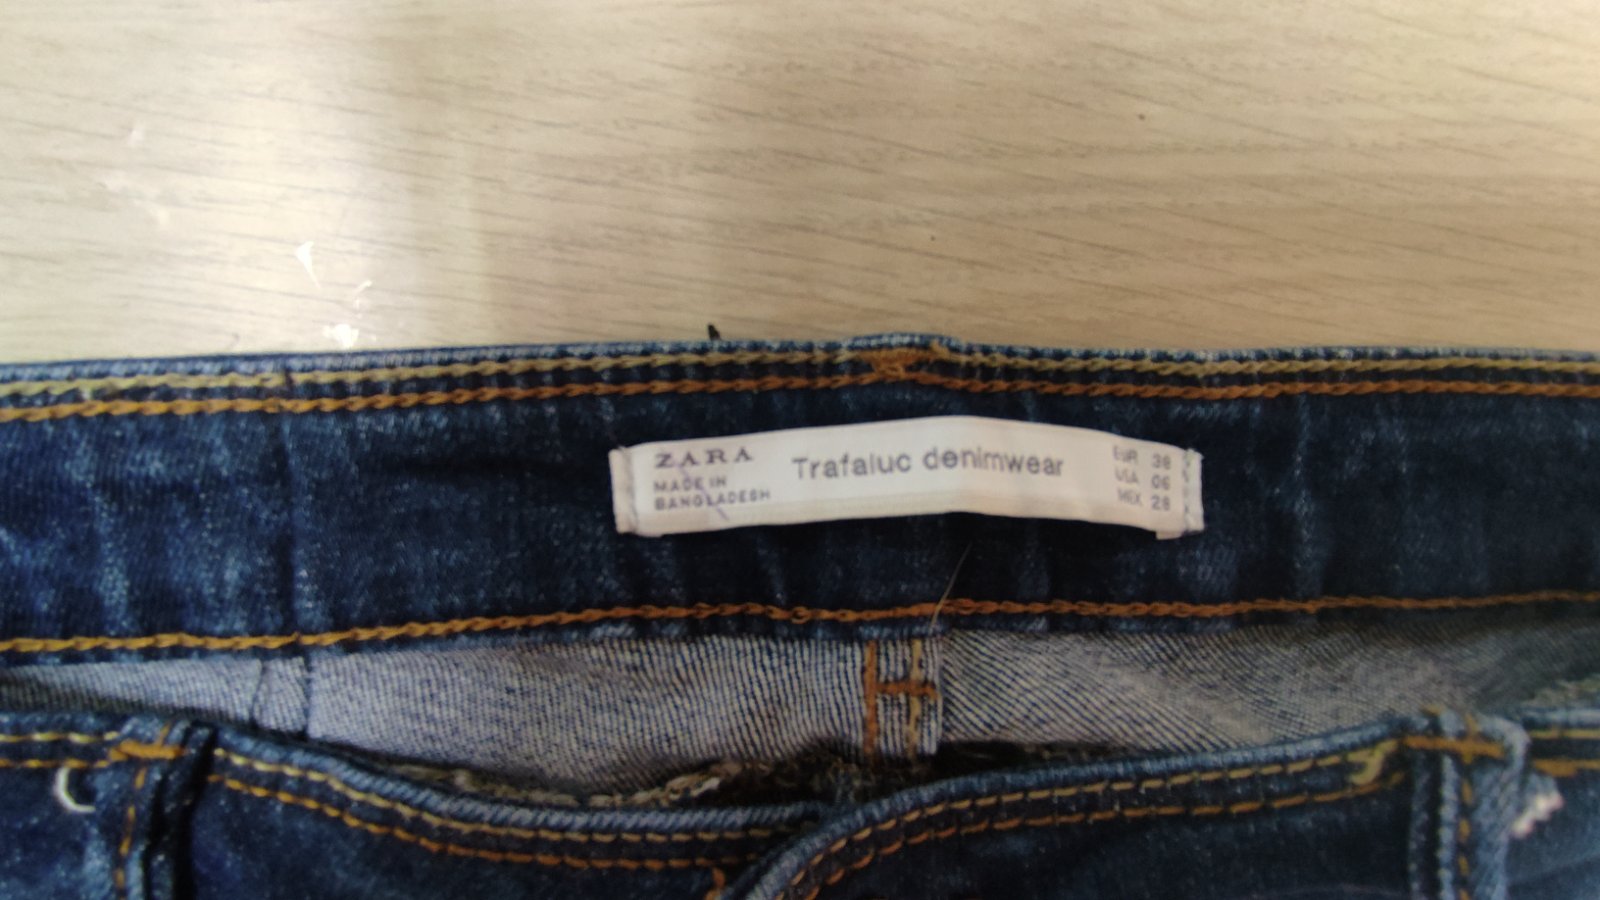 ZARA
MADE IN
BANGLADESH
Trafaluc denimwear
EUR 38
USA 06
MEX 28